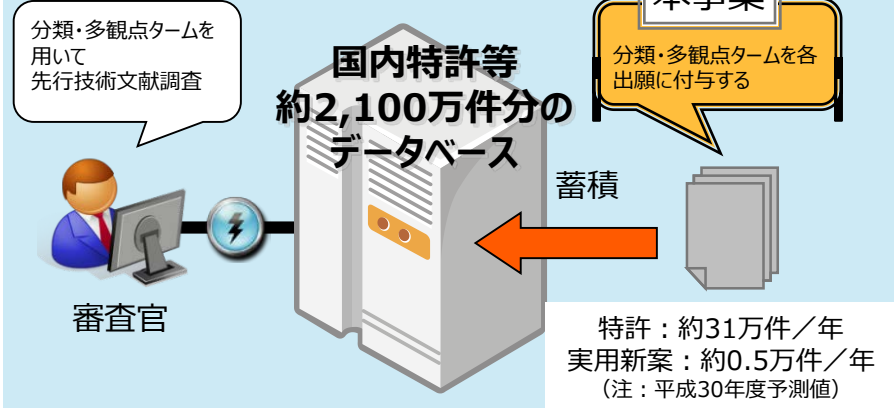 分類・多観点タームを
用いて
先行技術文献調査
国内特許等
約2,100万件分の
データベース
本事業
分類・多観点タームを各
出願に付与する
蓄積
審査官
特許：約31万件／年
実用新案：約0.5万件／年
（注：平成30年度予測値）